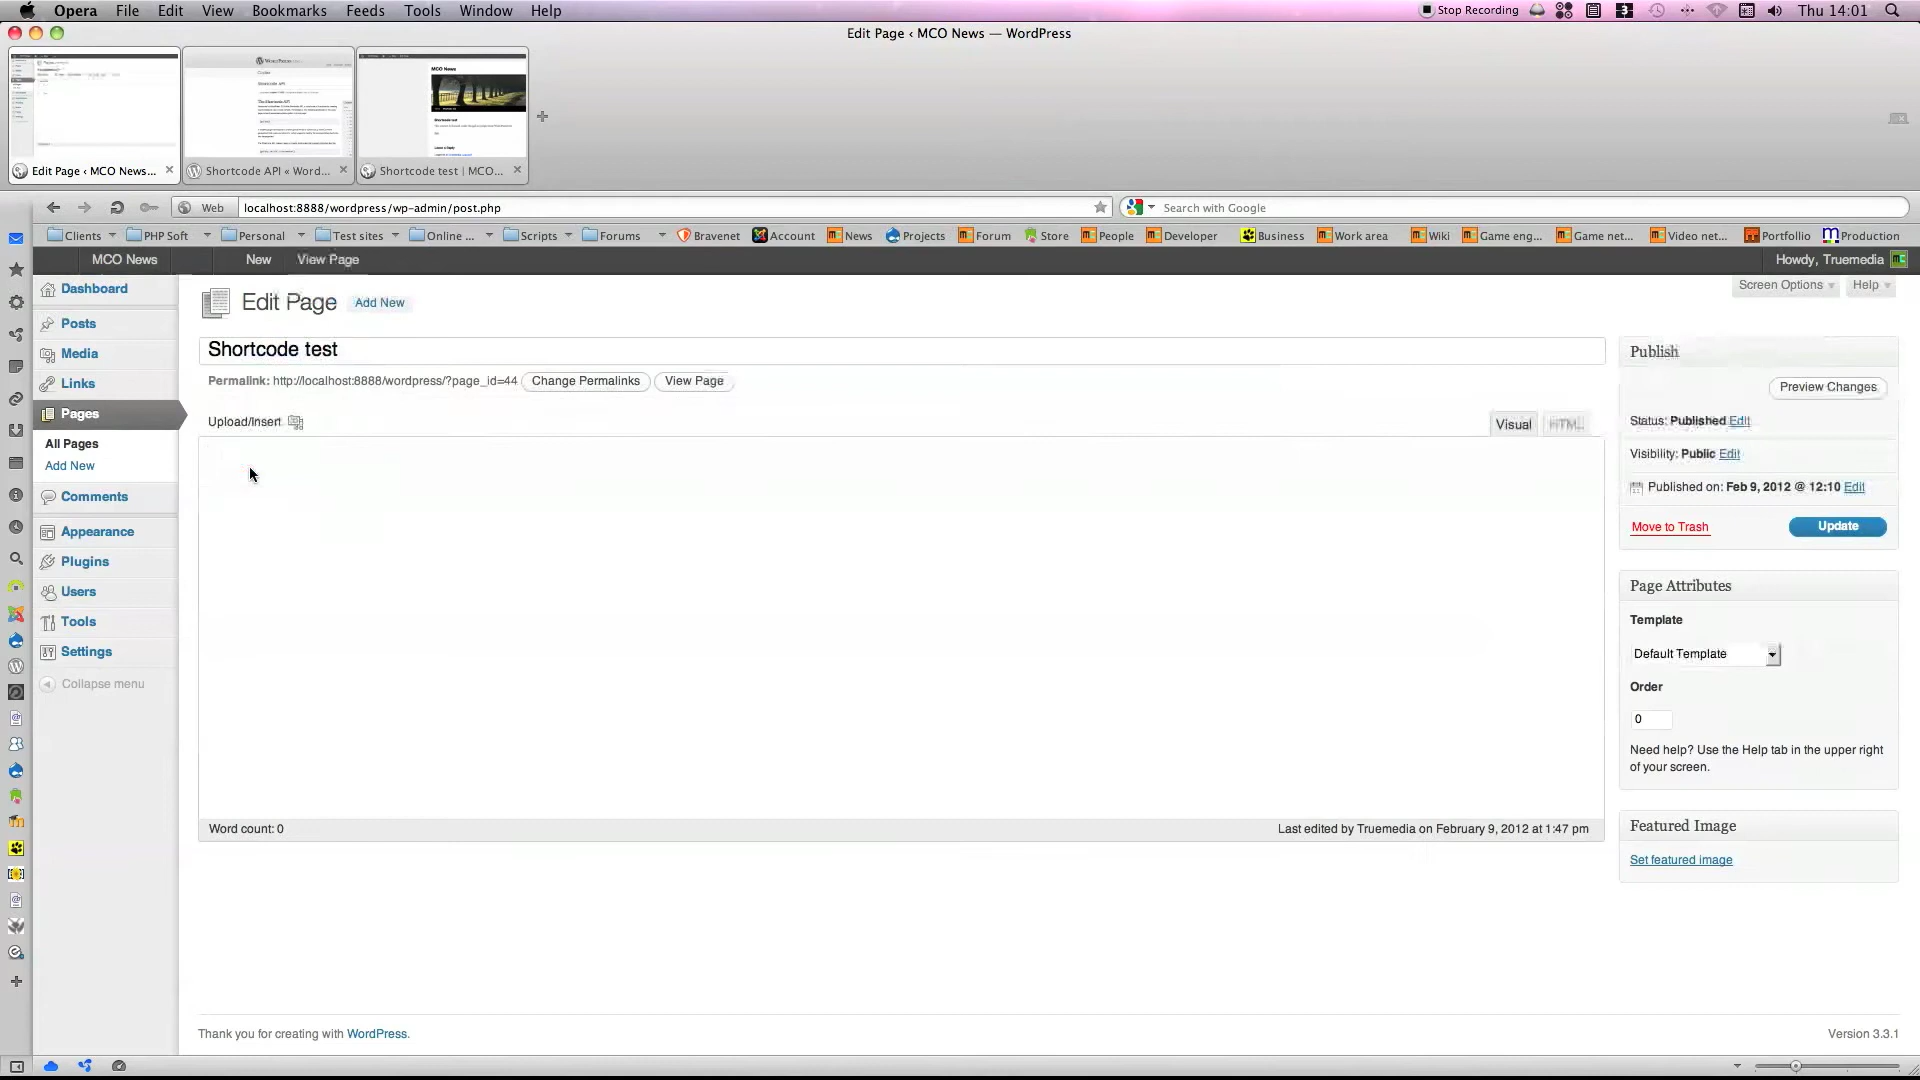 Opera File Edit View Bookmarks Feeds Tools Window Help Stop Recording 3 Thu 14:01
Edit Page ‹ MCO News — WordPress
MCO News
Edit Page ‹ MCO News... Shortcode API « Word... Shortcode test | MCO...
Web localhost:8888/wordpress/wp-admin/post.php Search with Google
Clients PHP Soft Personal Test sites Online ... Scripts Forums Bravenet Account News Projects Forum Store People Developer Business Work area Wiki Game eng... Game net... Video net... Portfollio Production
MCO News New View Page Howdy, Truemedia
Dashboard
Posts
Media
Links
Pages
All Pages
Add New
Comments
Appearance
Plugins
Users
Tools
Settings
Collapse menu
Screen Options Help
Edit Page Add New
Shortcode test
Permalink: http://localhost:8888/wordpress/?page_id=44 Change Permalinks View Page
Upload/Insert Visual HTML
Word count: 0 Last edited by Truemedia on February 9, 2012 at 1:47 pm
Publish
Preview Changes
Status: Published Edit
Visibility: Public Edit
Published on: Feb 9, 2012 @ 12:10 Edit
Move to Trash Update
Page Attributes
Template
Default Template
Order
0
Need help? Use the Help tab in the upper right
of your screen.
Featured Image
Set featured image
Thank you for creating with WordPress. Version 3.3.1